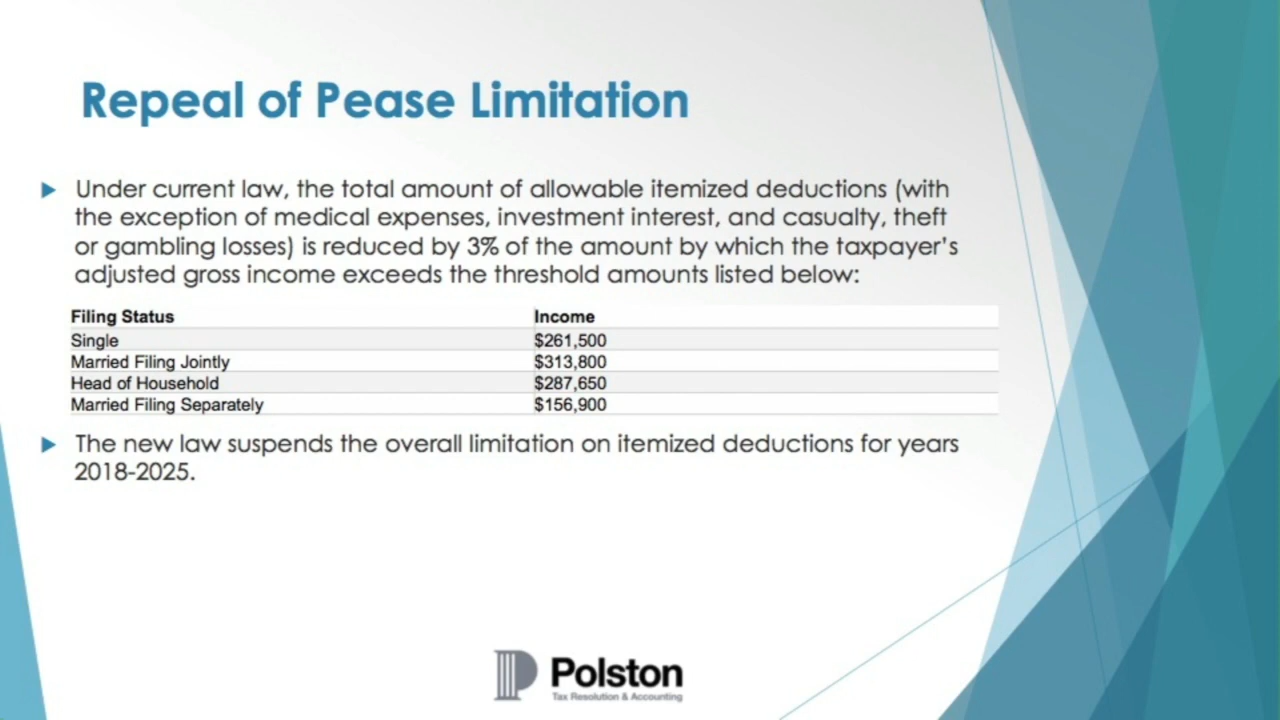 Repeal of Pease Limitation
Under current law, the total amount of allowable itemized deductions (with
the exception of medical expenses, investment interest, and casualty, theft
or gambling losses) is reduced by 3% of the amount by which the taxpayer's
adjusted gross income exceeds the threshold amounts listed below:
Filing Status Income
Single $261,500
Married Filing Jointly $313,800
Head of Household $287,650
Married Filing Separately $156,900
The new law suspends the overall limitation on itemized deductions for years
2018-2025.
Polston
Tax Resolution & Accounting